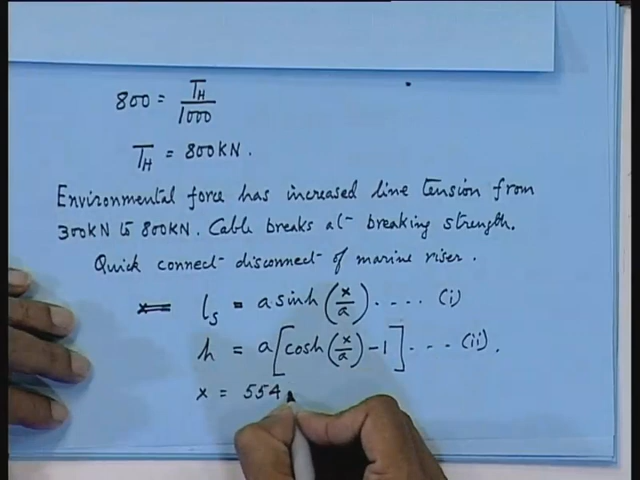 800 = T_H / 1000
T_H = 800 kN.
Environmental force has increased line tension from
300kN to 800kN. Cable breaks at breaking strength.
Quick connect-disconnect of marine riser.
l_s = a sinh(x/a) .... (i)
h = a[cosh(x/a) - 1] --- (ii).
x = 554